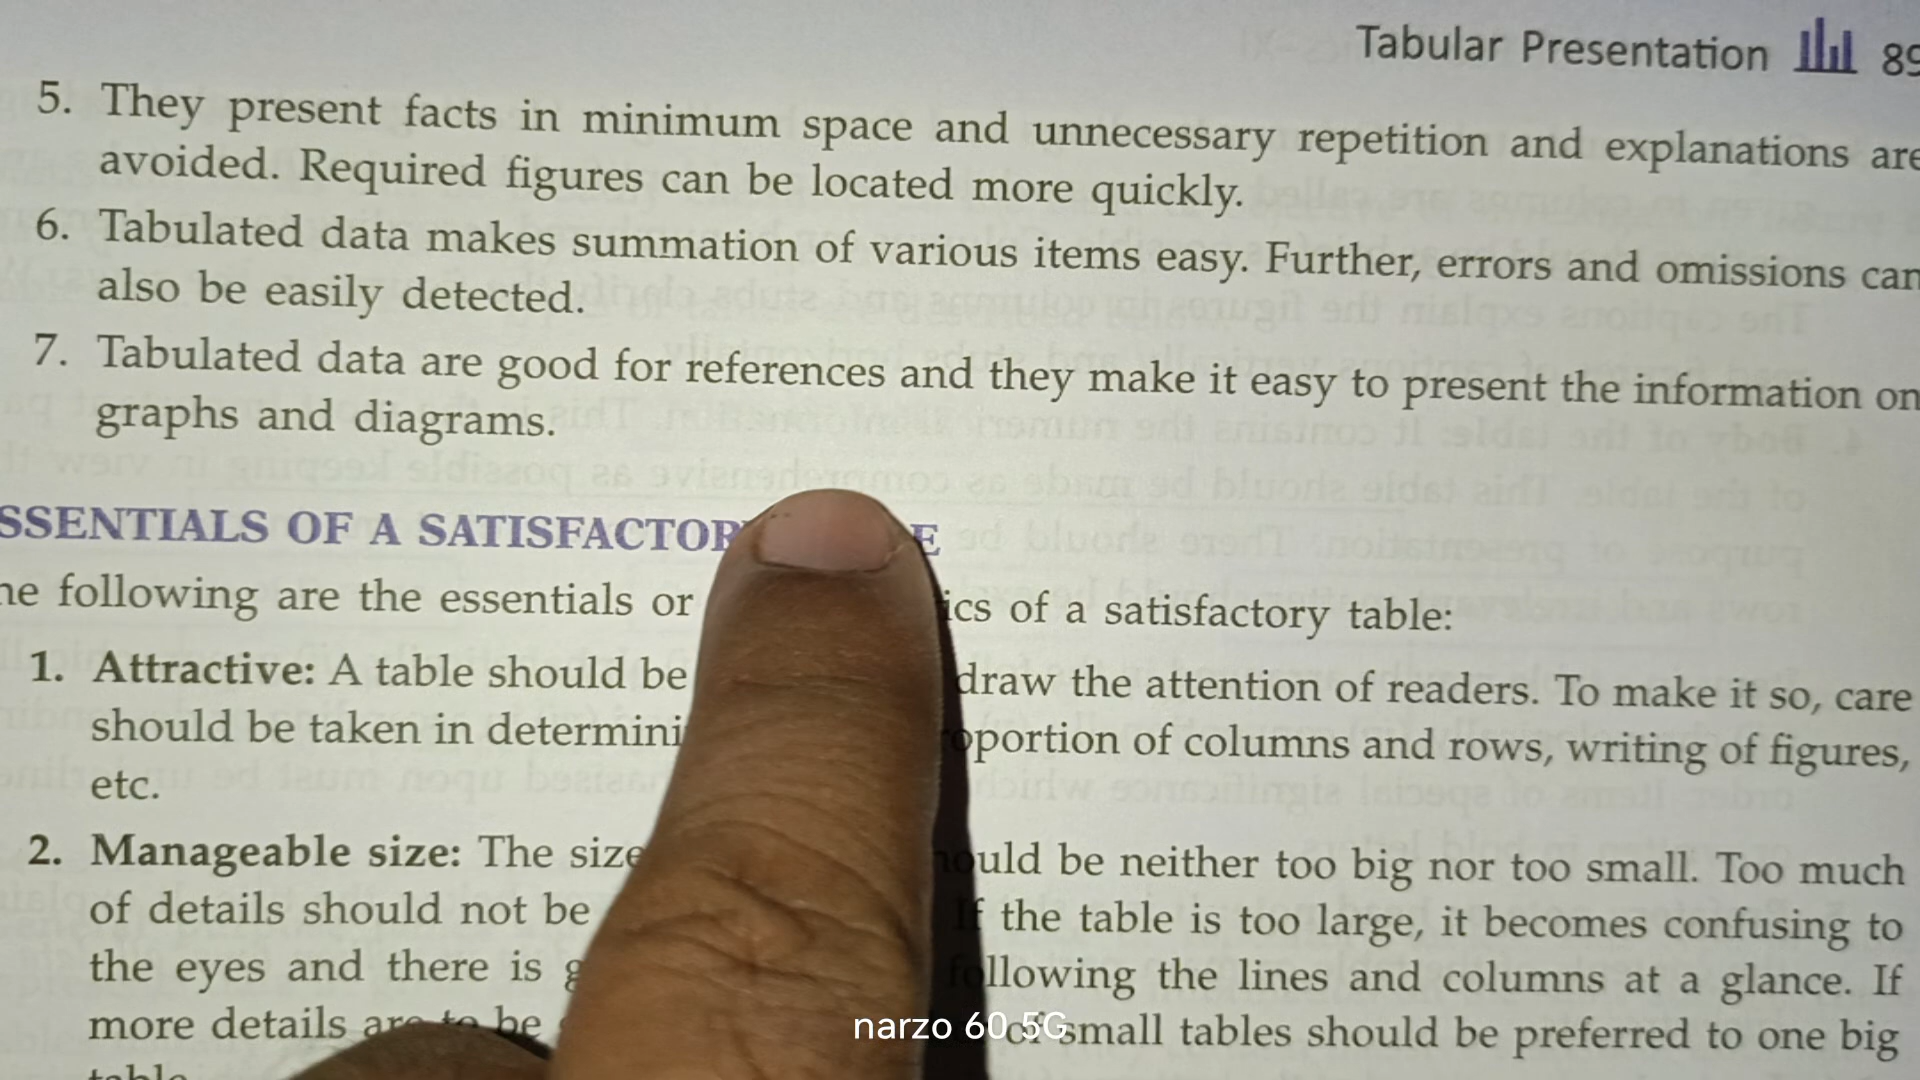 Tabular Presentation 89
5. They present facts in minimum space and unnecessary repetition and explanations are
avoided. Required figures can be located more quickly.
6. Tabulated data makes summation of various items easy. Further, errors and omissions can
also be easily detected.
7. Tabulated data are good for references and they make it easy to present the information on
graphs and diagrams.
SSENTIALS OF A
he following are the essentials or of a satisfactory table:
1. Attractive: A table should be draw the attention of readers. To make it so, care
should be taken in of columns and rows, writing of figures,
etc.
2. Manageable size: The size should be neither too big nor too small. Too much
of details should not be If the table is too large, it becomes confusing to
the eyes and there is following the lines and columns at a glance. If
more details are to be of small tables should be preferred to one big
table
narzo 60 5G